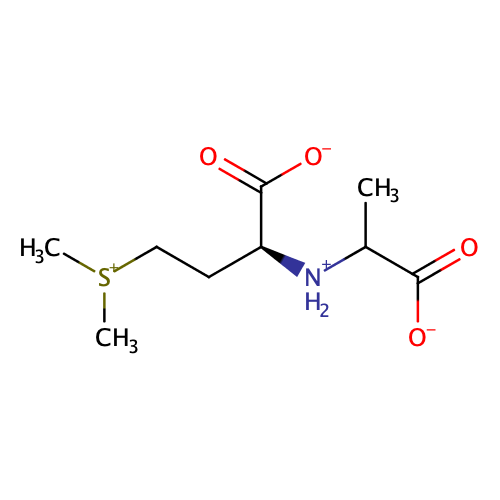 O O⁻
CH₃
H₃C S⁺ N⁺ O
H₂
CH₃ O⁻